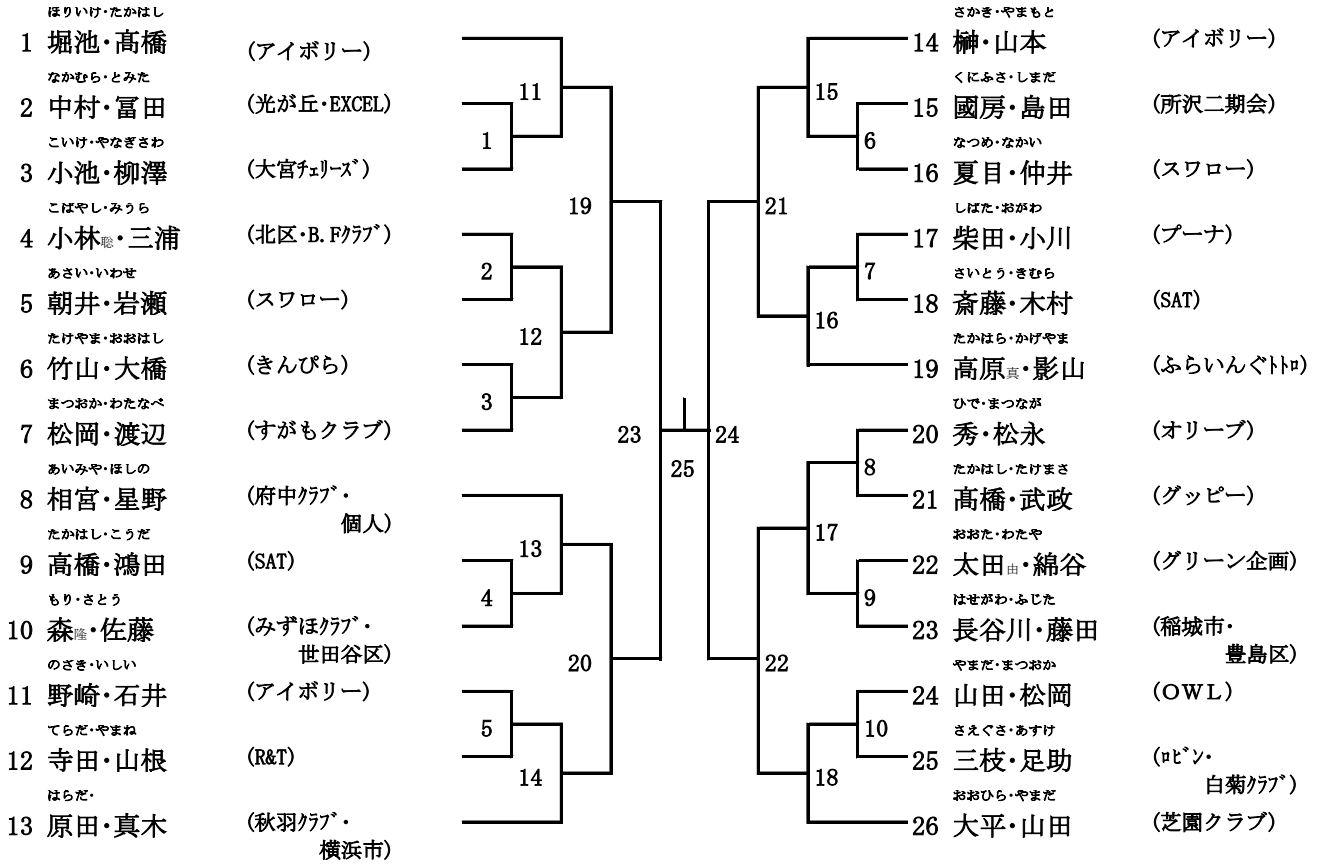 ほりいけ・たかはし
1 堀池・髙橋 (アイボリー)
なかむら・とみた
2 中村・冨田 (光が丘・EXCEL)
こいけ・やなぎさわ
3 小池・柳澤 (大宮ﾁｪﾘｰｽﾞ)
こばやし・みうら
4 小林聡・三浦 (北区・B.Fｸﾗﾌﾞ)
あさい・いわせ
5 朝井・岩瀬 (スワロー)
たけやま・おおはし
6 竹山・大橋 (きんぴら)
まつおか・わたなべ
7 松岡・渡辺 (すがもクラブ)
あいみや・ほしの
8 相宮・星野 (府中ｸﾗﾌﾞ・
個人)
たかはし・こうだ
9 高橋・鴻田 (SAT)
もり・さとう
10 森隆・佐藤 (みずほｸﾗﾌﾞ・
世田谷区)
のざき・いしい
11 野崎・石井 (アイボリー)
てらだ・やまね
12 寺田・山根 (R&T)
はらだ・
13 原田・真木 (秋羽ｸﾗﾌﾞ・
横浜市)
11
1
19
2
12
3
23
13
4
20
5
14
25
15
6
21
7
16
24
8
17
9
22
10
18
さかき・やまもと
14 榊・山本 (アイボリー)
くにふさ・しまだ
15 國房・島田 (所沢二期会)
なつめ・なかい
16 夏目・仲井 (スワロー)
しばた・おがわ
17 柴田・小川 (プーナ)
さいとう・きむら
18 斎藤・木村 (SAT)
たかはら・かげやま
19 高原真・影山 (ふらいんぐﾄﾄﾛ)
ひで・まつなが
20 秀・松永 (オリーブ)
たかはし・たけまさ
21 髙橋・武政 (グッピー)
おおた・わたや
22 太田由・綿谷 (グリーン企画)
はせがわ・ふじた
23 長谷川・藤田 (稲城市・
豊島区)
やまだ・まつおか
24 山田・松岡 (ＯＷＬ)
さえぐさ・あすけ
25 三枝・足助 (ﾛﾋﾞﾝ・
白菊ｸﾗﾌﾞ)
おおひら・やまだ
26 大平・山田 (芝園クラブ)